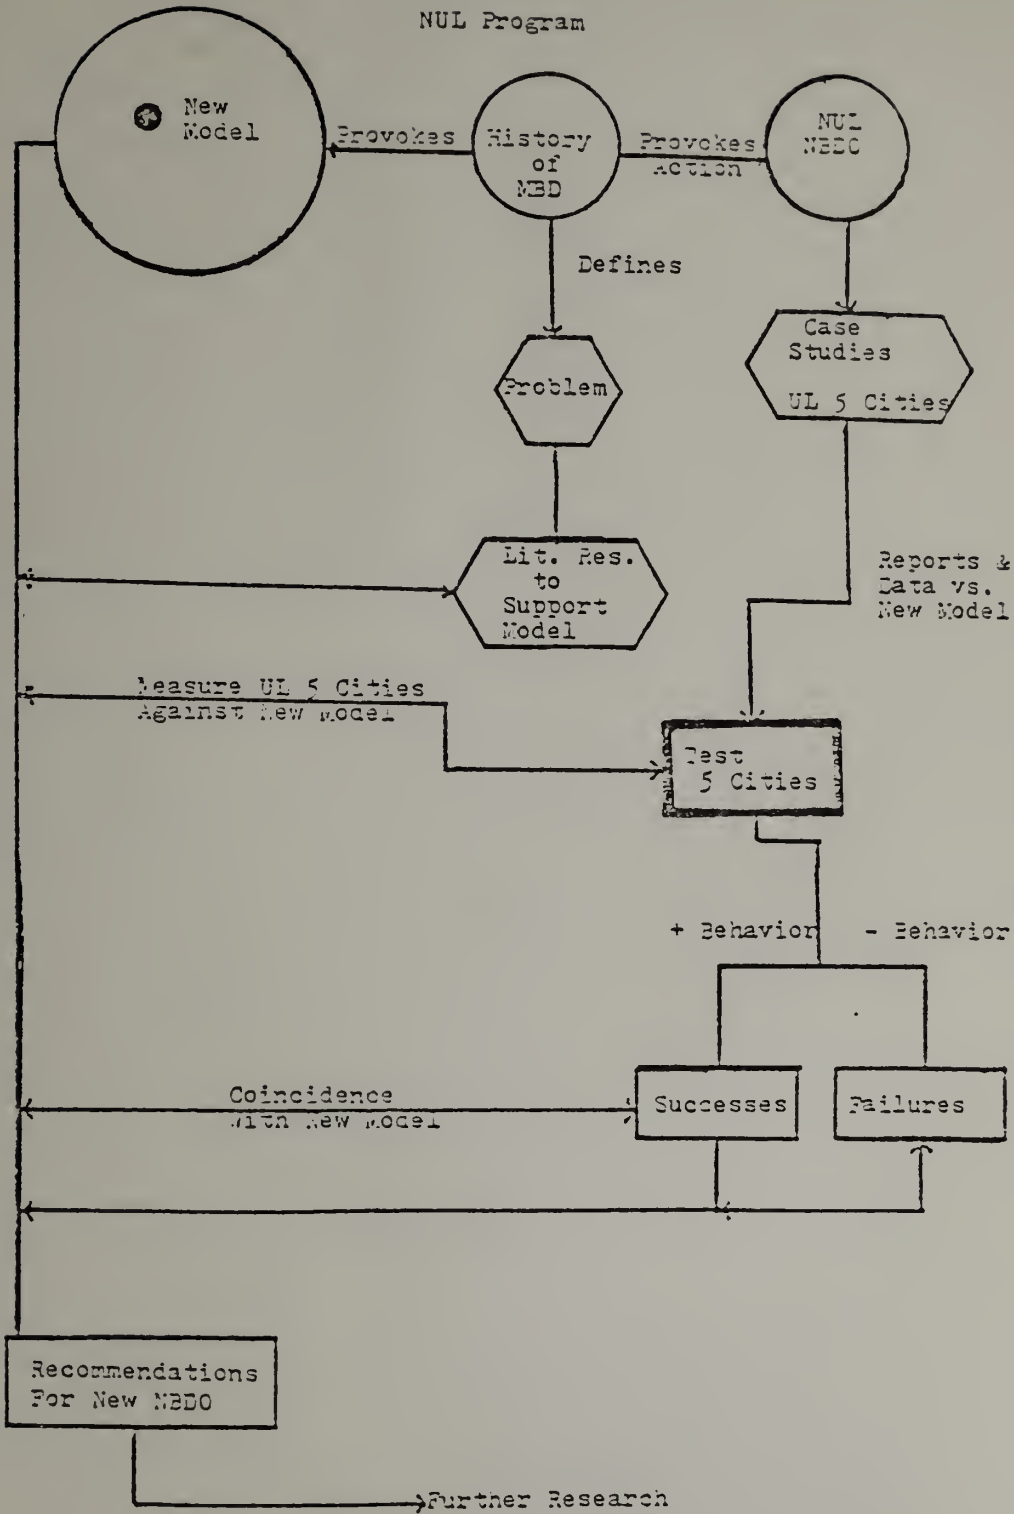 NUL Program
New
Model
Provokes
History
of
MBD
Provokes
Action
NUL
NBDO
Defines
Case
Studies
UL 5 Cities
Problem
Lit. Res.
to
Support
Model
Reports &
Data vs.
New Model
Measure UL 5 Cities
Against New Model
Test
5 Cities
+ Behavior
- Behavior
Coincidence
With New Model
Successes
Failures
Recommendations
For New NBDO
Further Research